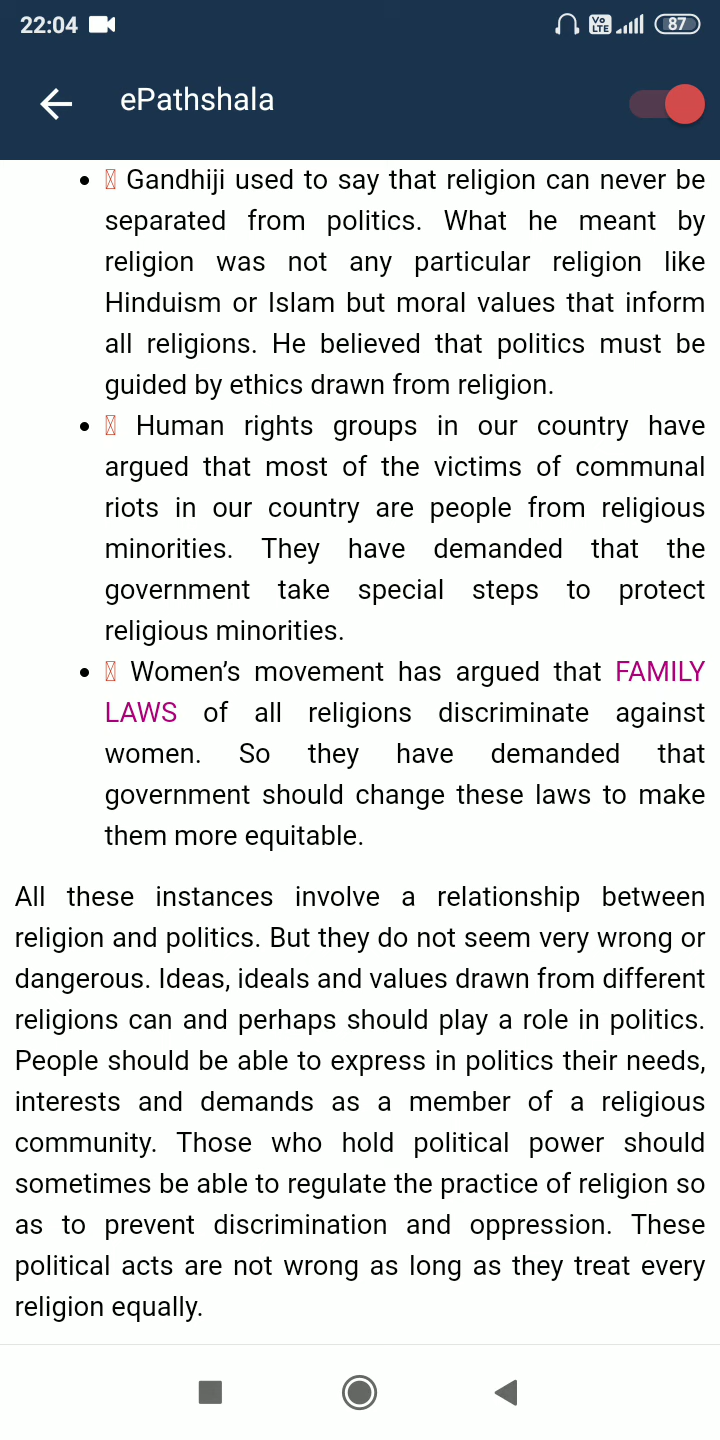 22:04
Vo LTE 87
ePathshala
• Gandhiji used to say that religion can never be
separated from politics. What he meant by
religion was not any particular religion like
Hinduism or Islam but moral values that inform
all religions. He believed that politics must be
guided by ethics drawn from religion.
• Human rights groups in our country have
argued that most of the victims of communal
riots in our country are people from religious
minorities. They have demanded that the
government take special steps to protect
religious minorities.
• Women’s movement has argued that FAMILY
LAWS of all religions discriminate against
women. So they have demanded that
government should change these laws to make
them more equitable.
All these instances involve a relationship between
religion and politics. But they do not seem very wrong or
dangerous. Ideas, ideals and values drawn from different
religions can and perhaps should play a role in politics.
People should be able to express in politics their needs,
interests and demands as a member of a religious
community. Those who hold political power should
sometimes be able to regulate the practice of religion so
as to prevent discrimination and oppression. These
political acts are not wrong as long as they treat every
religion equally.